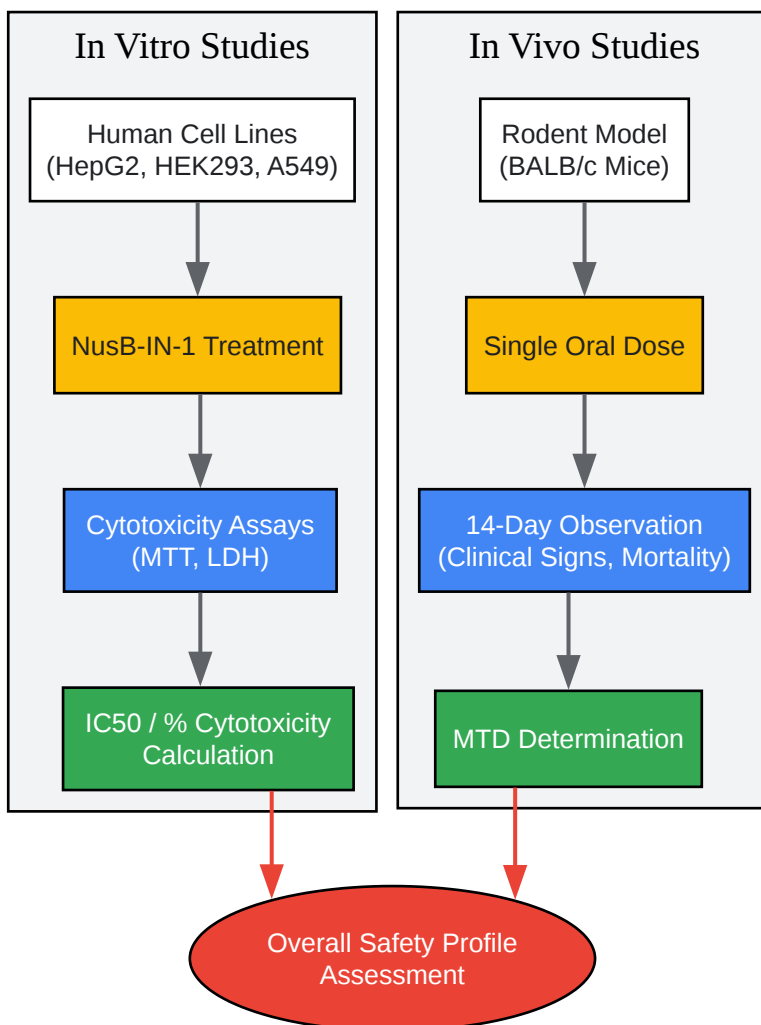 In Vitro Studies
Human Cell Lines
(HepG2, HEK293, A549)
NusB-IN-1 Treatment
Cytotoxicity Assays
(MTT, LDH)
IC50 / % Cytotoxicity
Calculation
In Vivo Studies
Rodent Model
(BALB/c Mice)
Single Oral Dose
14-Day Observation
(Clinical Signs, Mortality)
MTD Determination
Overall Safety Profile
Assessment